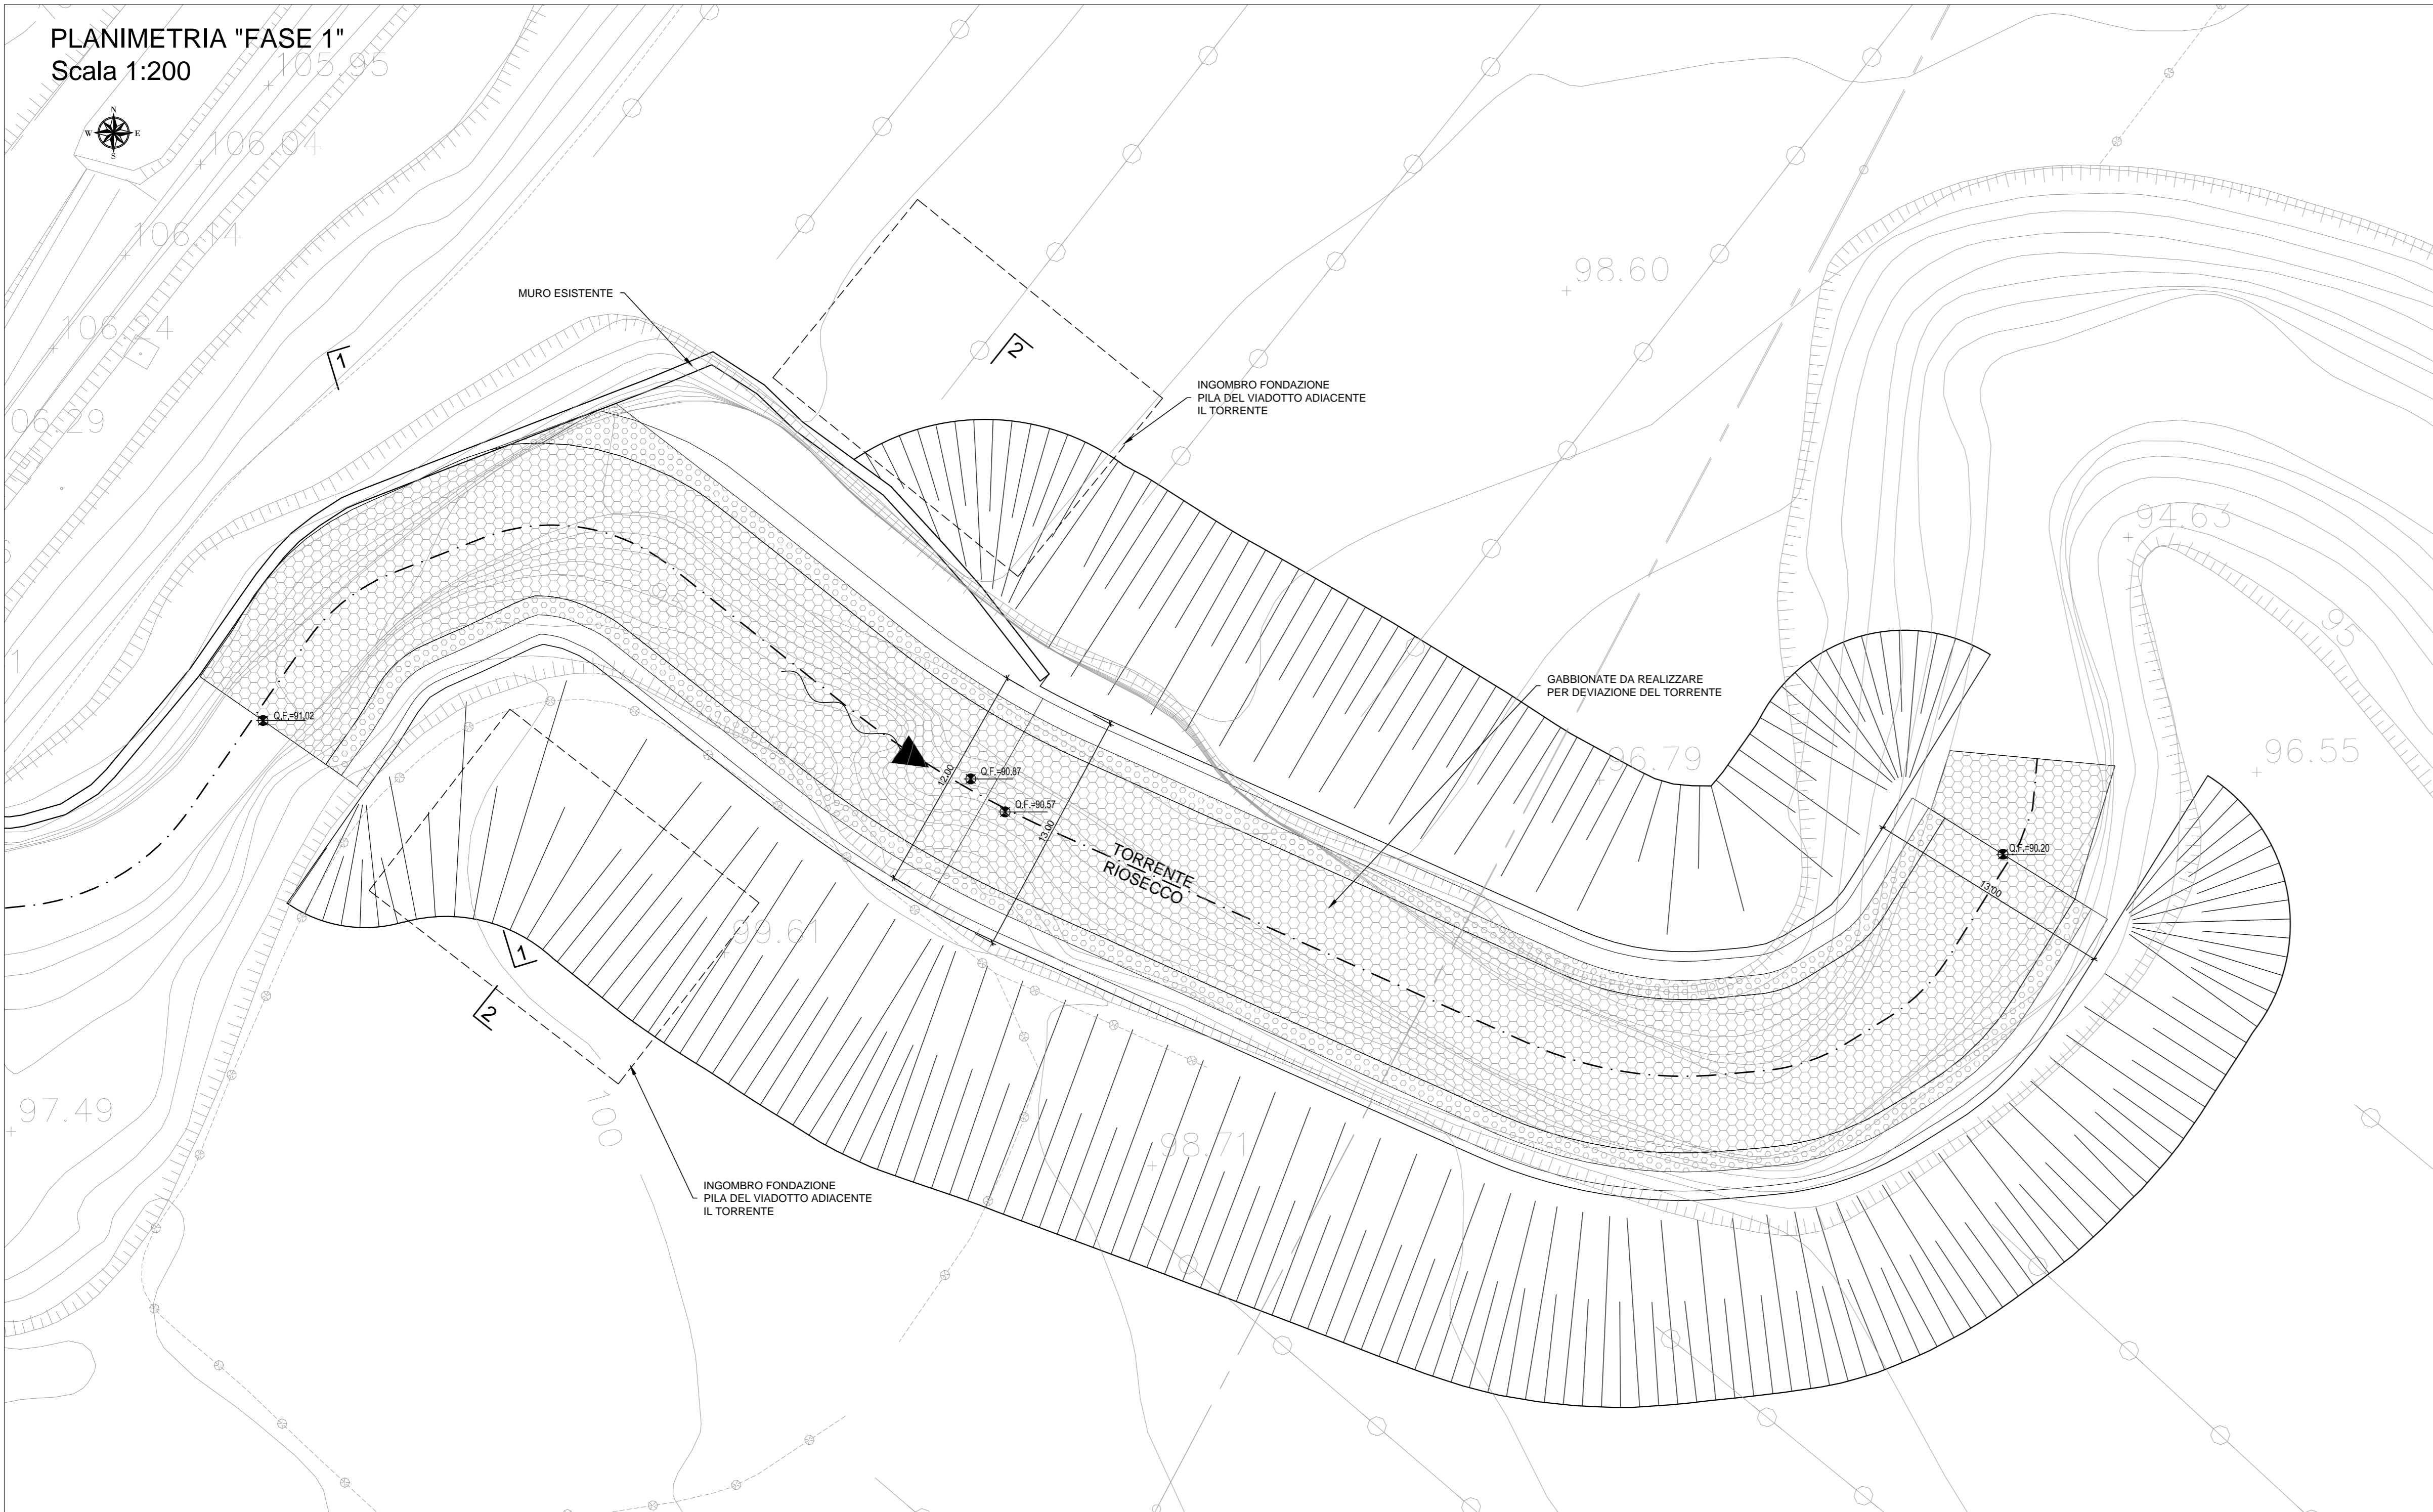 PLANIMETRIA "FASE 1"
Scala 1:200
N
W E
S
105.95
106.04
106.14
106.24
06.29
98.60
MURO ESISTENTE
1
2
INGOMBRO FONDAZIONE
PILA DEL VIADOTTO ADIACENTE
IL TORRENTE
94.63
95
GABBIONATE DA REALIZZARE
PER DEVIAZIONE DEL TORRENTE
Q.F.=91.02
Q.F.=90.87
12.00
Q.F.=90.57
13.00
96.79
96.55
TORRENTE
RIOSECCO
Q.F.=90.20
13.00
99.61
1
2
97.49
100
98.71
INGOMBRO FONDAZIONE
PILA DEL VIADOTTO ADIACENTE
IL TORRENTE